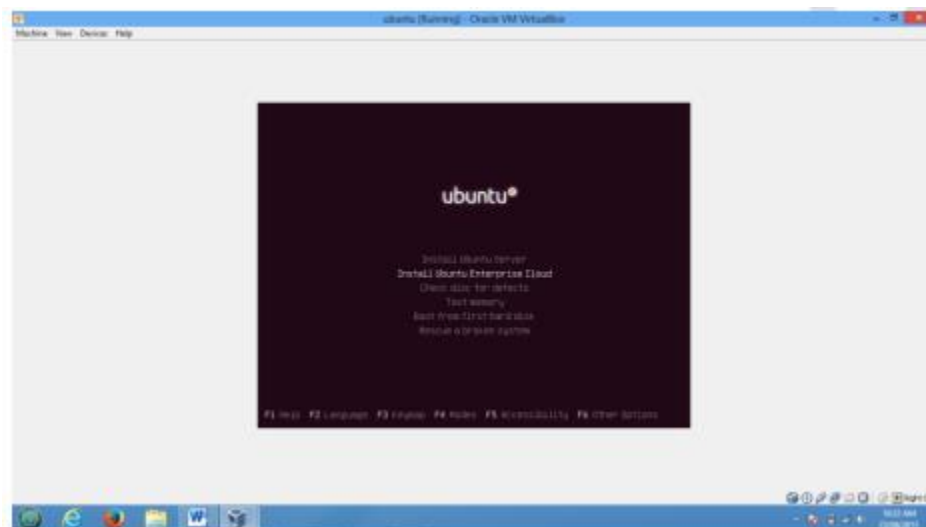 ubuntu [Running] - Oracle VM VirtualBox
Machine View Devices Help
ubuntu
Install Ubuntu Server
Install Ubuntu Enterprise Cloud
Check disc for defects
Test memory
Boot from first hard disk
Rescue a broken system
F1 Help F2 Language F3 Keymap F4 Modes F5 Accessibility F6 Other Options